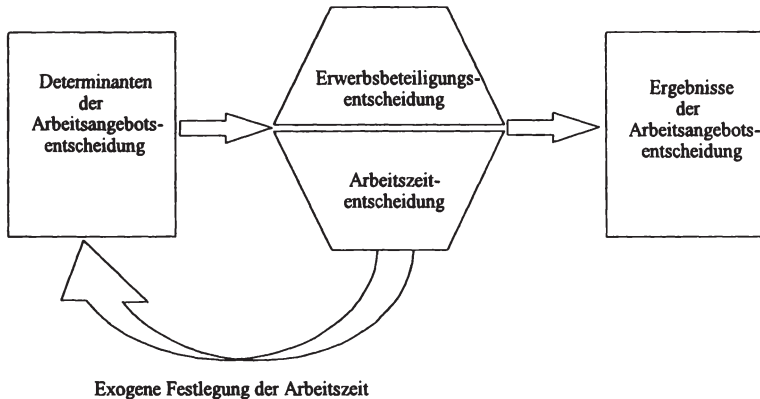 Determinanten
der
Arbeitsangebots-
entscheidung
Erwerbsbeteiligungs-
entscheidung
Arbeitszeit-
entscheidung
Ergebnisse
der
Arbeitsangebots-
entscheidung
Exogene Festlegung der Arbeitszeit